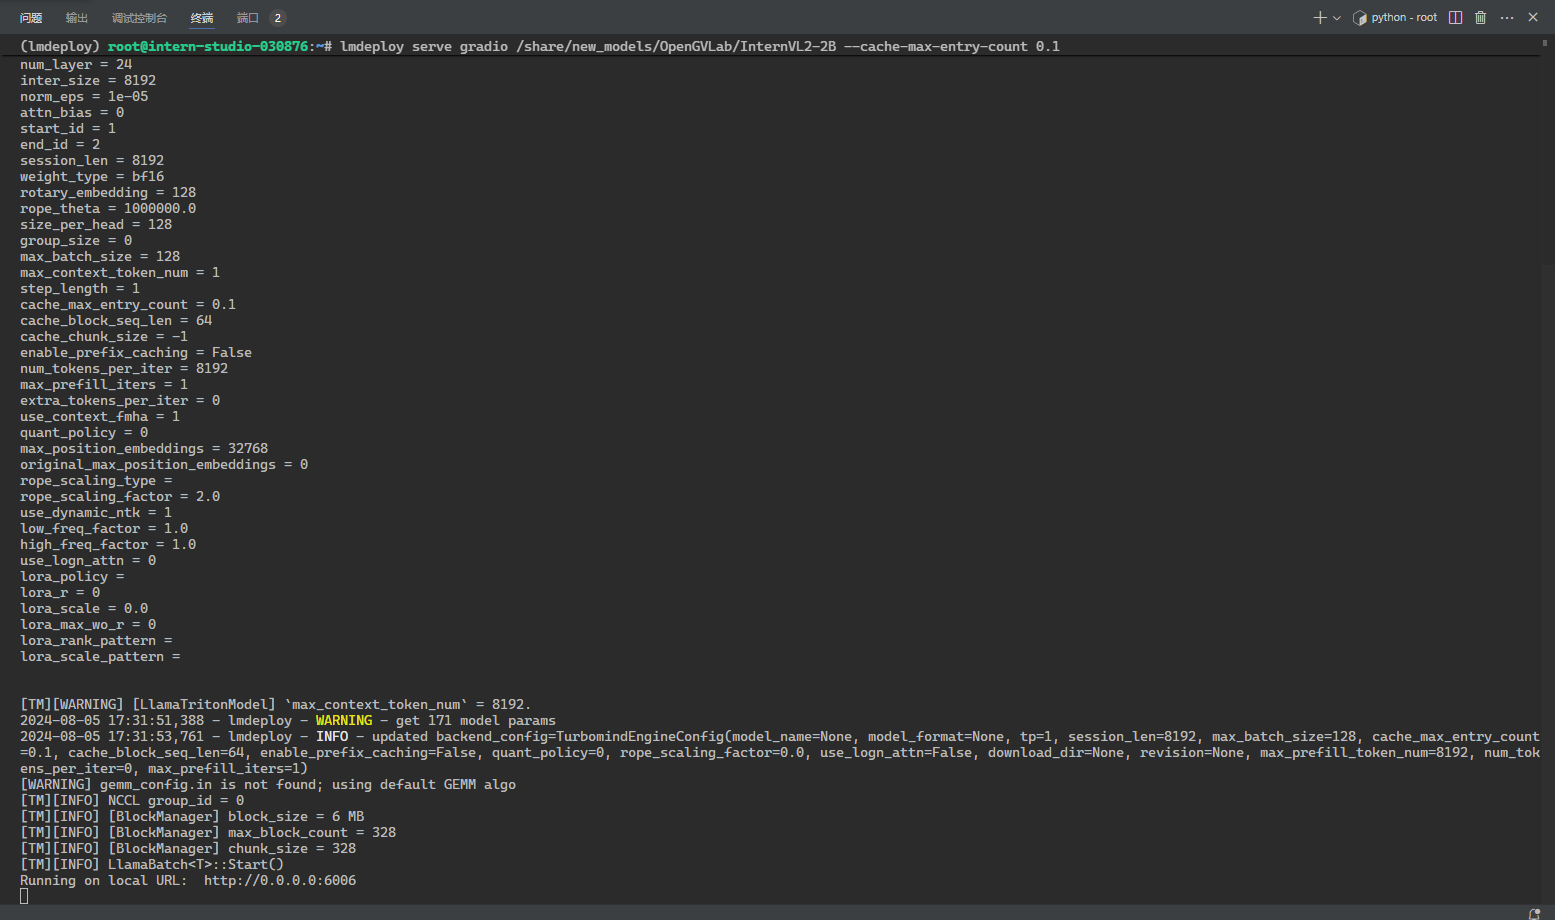 问题 输出 调试控制台 终端 端口 2 python - root
(lmdeploy) root@intern-studio-030876:~# lmdeploy serve gradio /share/new_models/OpenGVLab/InternVL2-2B --cache-max-entry-count 0.1
num_layer = 24
inter_size = 8192
norm_eps = 1e-05
attn_bias = 0
start_id = 1
end_id = 2
session_len = 8192
weight_type = bf16
rotary_embedding = 128
rope_theta = 1000000.0
size_per_head = 128
group_size = 0
max_batch_size = 128
max_context_token_num = 1
step_length = 1
cache_max_entry_count = 0.1
cache_block_seq_len = 64
cache_chunk_size = -1
enable_prefix_caching = False
num_tokens_per_iter = 8192
max_prefill_iters = 1
extra_tokens_per_iter = 0
use_context_fmha = 1
quant_policy = 0
max_position_embeddings = 32768
original_max_position_embeddings = 0
rope_scaling_type =
rope_scaling_factor = 2.0
use_dynamic_ntk = 1
low_freq_factor = 1.0
high_freq_factor = 1.0
use_logn_attn = 0
lora_policy =
lora_r = 0
lora_scale = 0.0
lora_max_wo_r = 0
lora_rank_pattern =
lora_scale_pattern =
[TM][WARNING] [LlamaTritonModel] `max_context_token_num` = 8192.
2024-08-05 17:31:51,388 - lmdeploy - WARNING - get 171 model params
2024-08-05 17:31:53,761 - lmdeploy - INFO - updated backend_config=TurbomindEngineConfig(model_name=None, model_format=None, tp=1, session_len=8192, max_batch_size=128, cache_max_entry_count
=0.1, cache_block_seq_len=64, enable_prefix_caching=False, quant_policy=0, rope_scaling_factor=0.0, use_logn_attn=False, download_dir=None, revision=None, max_prefill_token_num=8192, num_tok
ens_per_iter=0, max_prefill_iters=1)
[WARNING] gemm_config.in is not found; using default GEMM algo
[TM][INFO] NCCL group_id = 0
[TM][INFO] [BlockManager] block_size = 6 MB
[TM][INFO] [BlockManager] max_block_count = 328
[TM][INFO] [BlockManager] chunk_size = 328
[TM][INFO] LlamaBatch<T>::Start()
Running on local URL:  http://0.0.0.0:6006